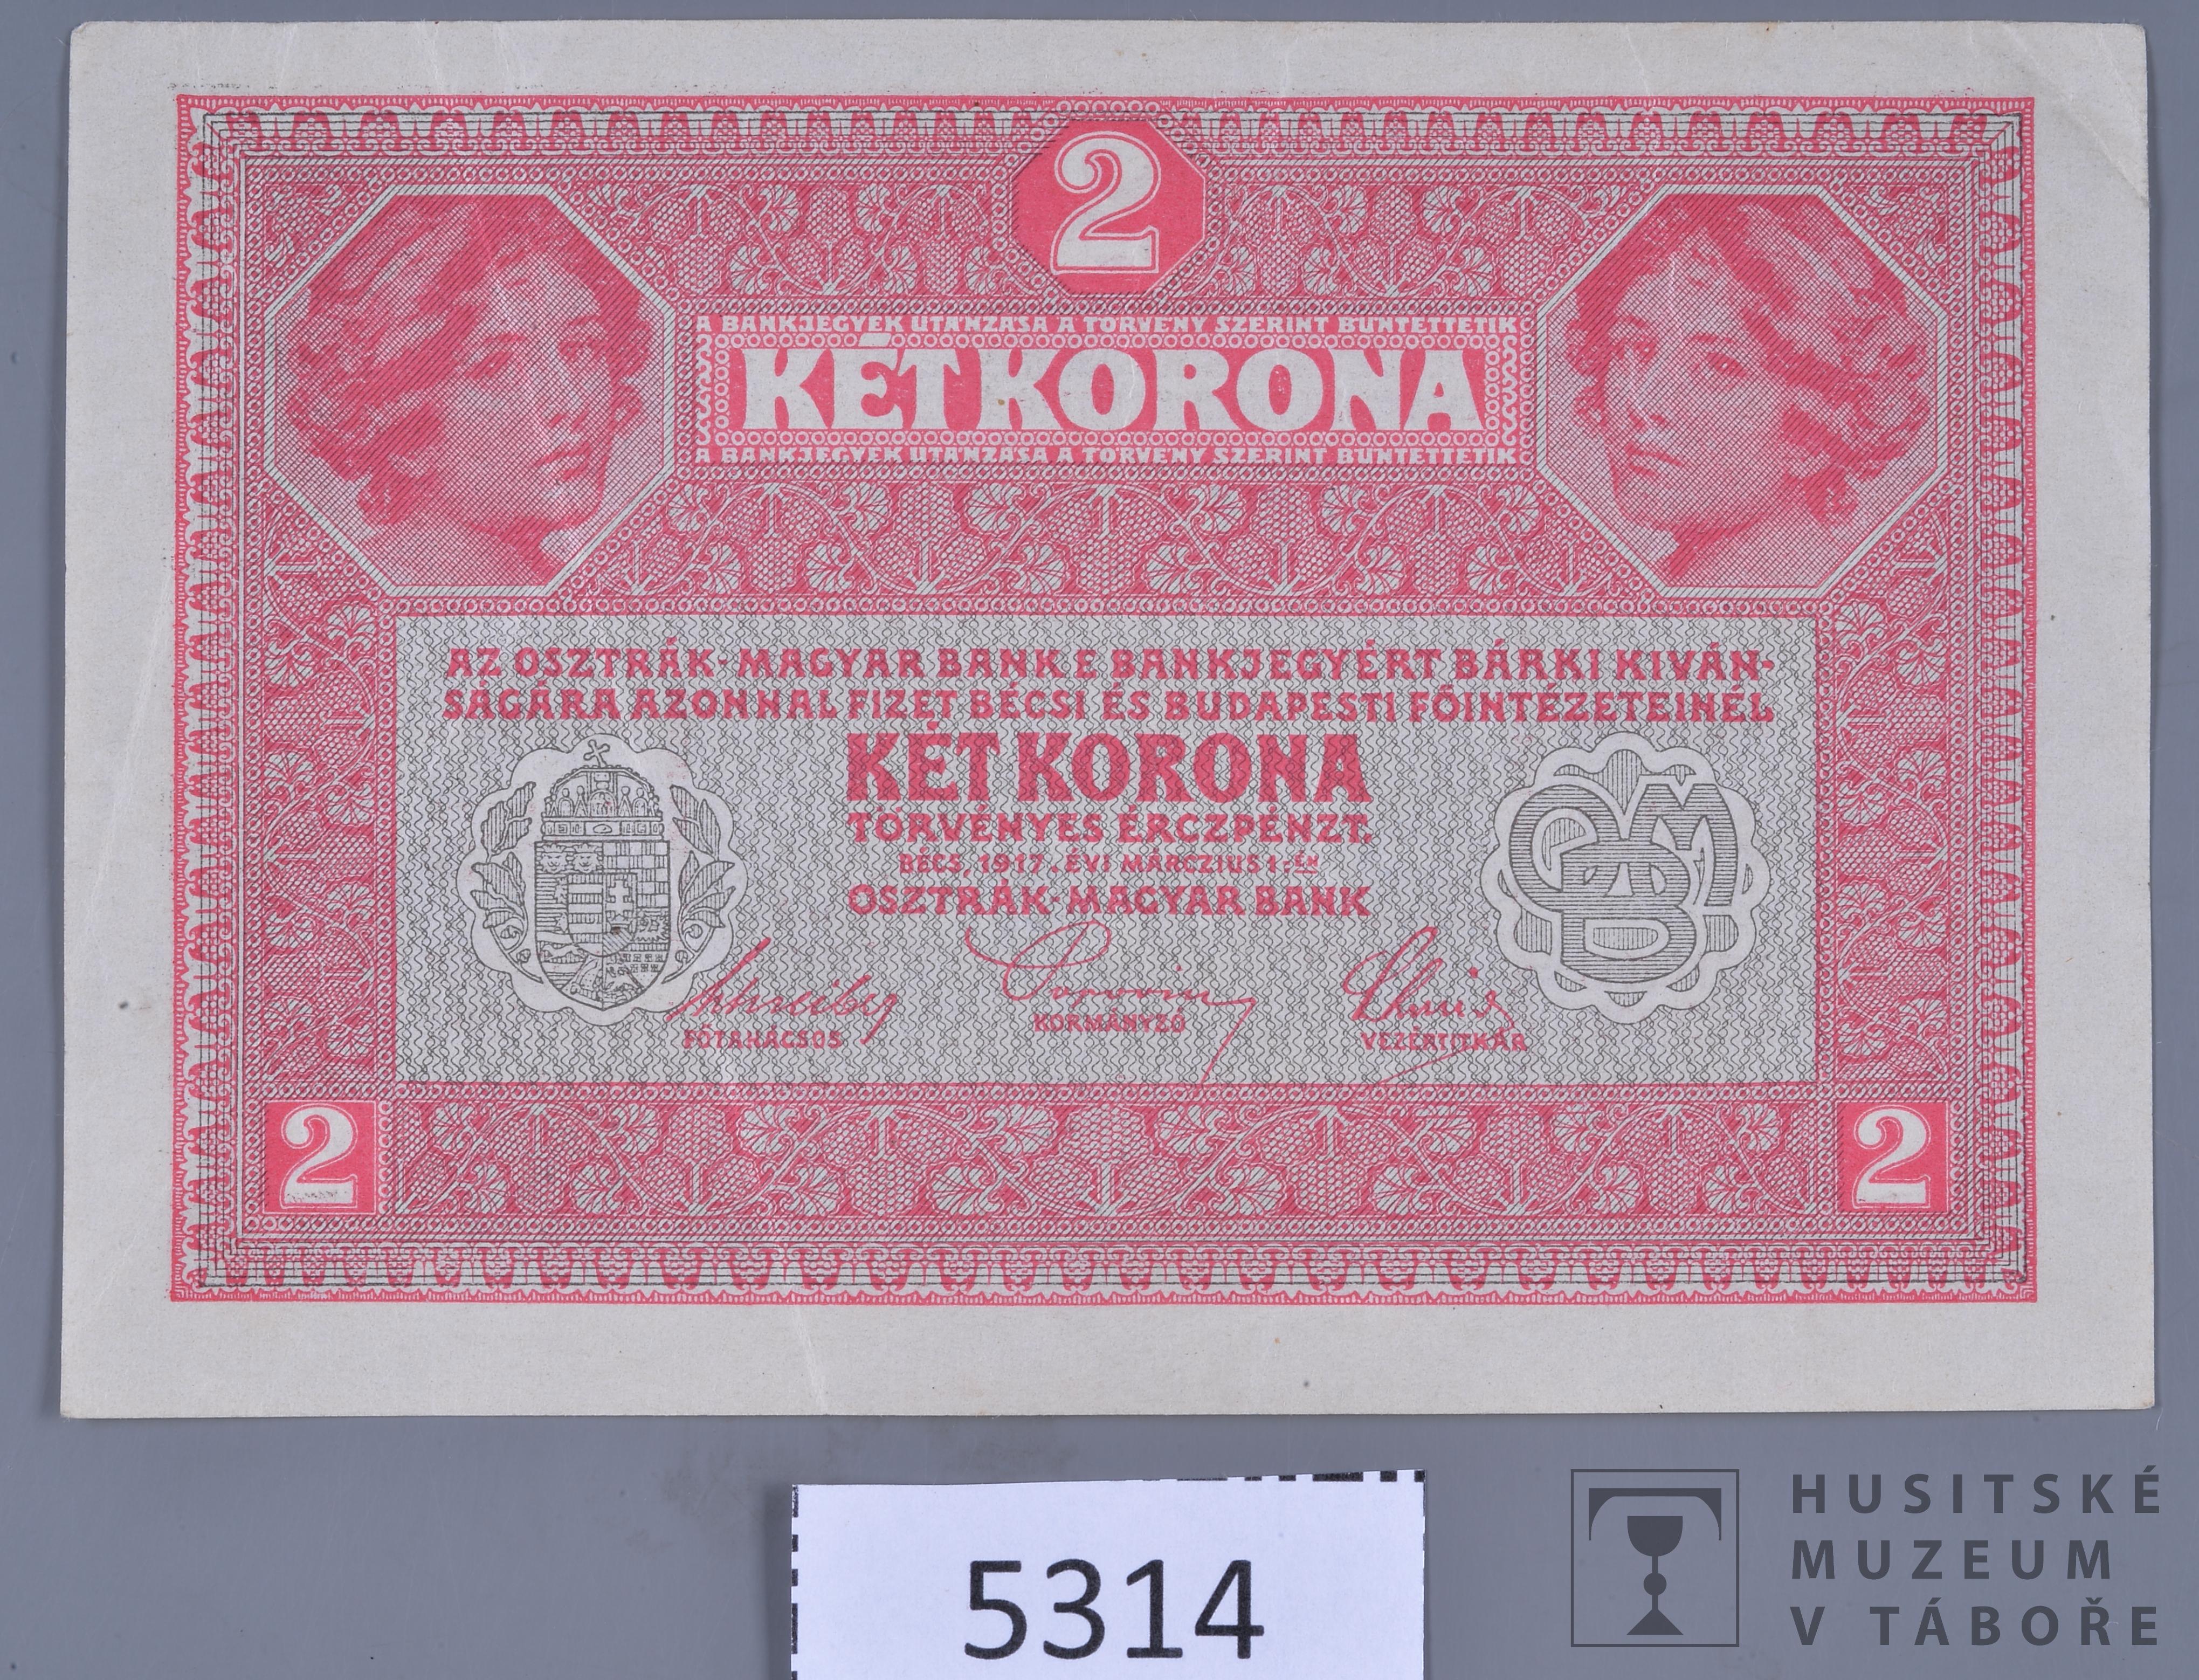 2
A BANKJEGYEK UTÁNZÁSA A TÖRVÉNY SZERINT BÜNTETTETIK
KÉT KORONA
A BANKJEGYEK UTÁNZÁSA A TÖRVÉNY SZERINT BÜNTETTETIK
AZ OSZTRÁK-MAGYAR BANK E BANKJEGYÉRT BÁRKI KIVÁN-
SÁGÁRA AZONNAL FIZET BÉCSI ÉS BUDAPESTI FŐINTÉZETEINÉL
KÉT KORONA
TÖRVÉNYES ÉRCZPÉNZT.
BÉCS, 1917. ÉVI MÁRCZIUS 1-ÉN
OSZTRÁK-MAGYAR BANK
FŐTANÁCSOS KORMÁNYZÓ VEZÉRTITKÁR
2 2
5314
HUSITSKÉ
MUZEUM
V TÁBOŘE